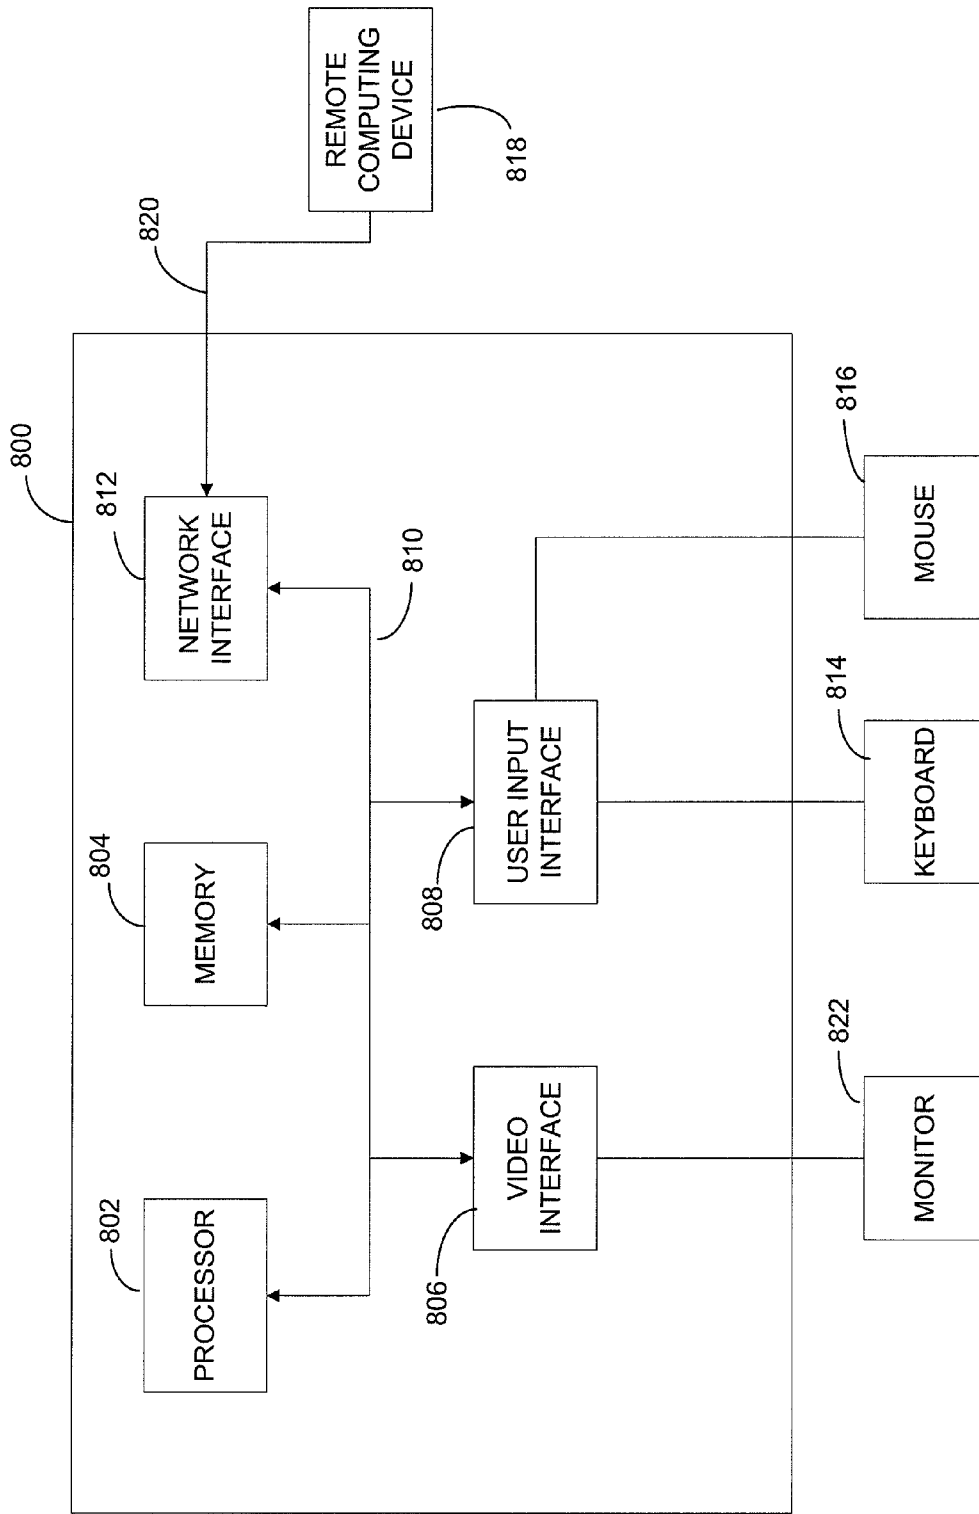 800
802
PROCESSOR
804
MEMORY
812
NETWORK
INTERFACE
820
810
REMOTE
COMPUTING
DEVICE
818
806
VIDEO
INTERFACE
808
USER INPUT
INTERFACE
822
MONITOR
814
KEYBOARD
816
MOUSE